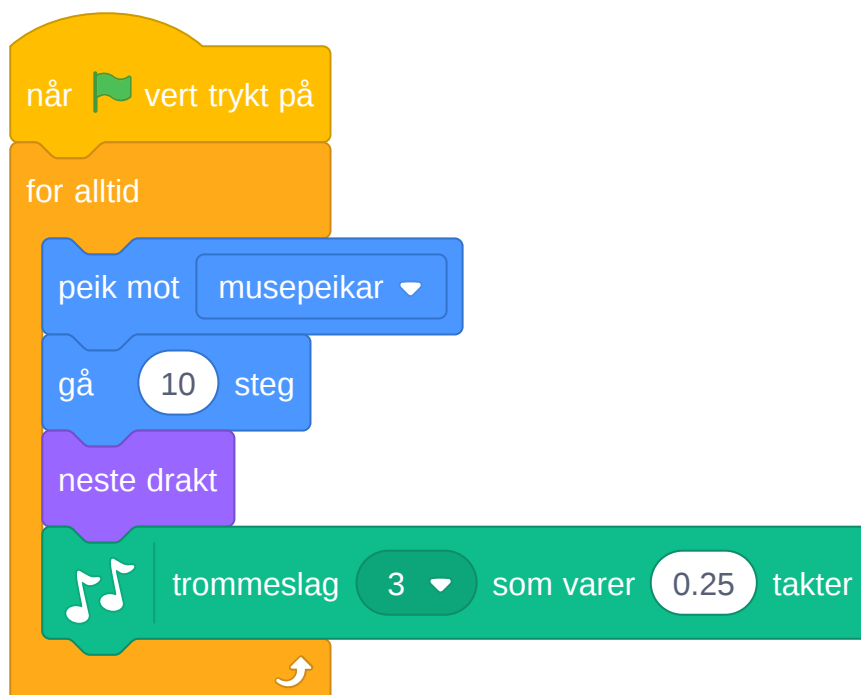 når vert trykt på
for alltid
peik mot musepeikar
gå 10 steg
neste drakt
trommeslag 3 som varer 0.25 takter